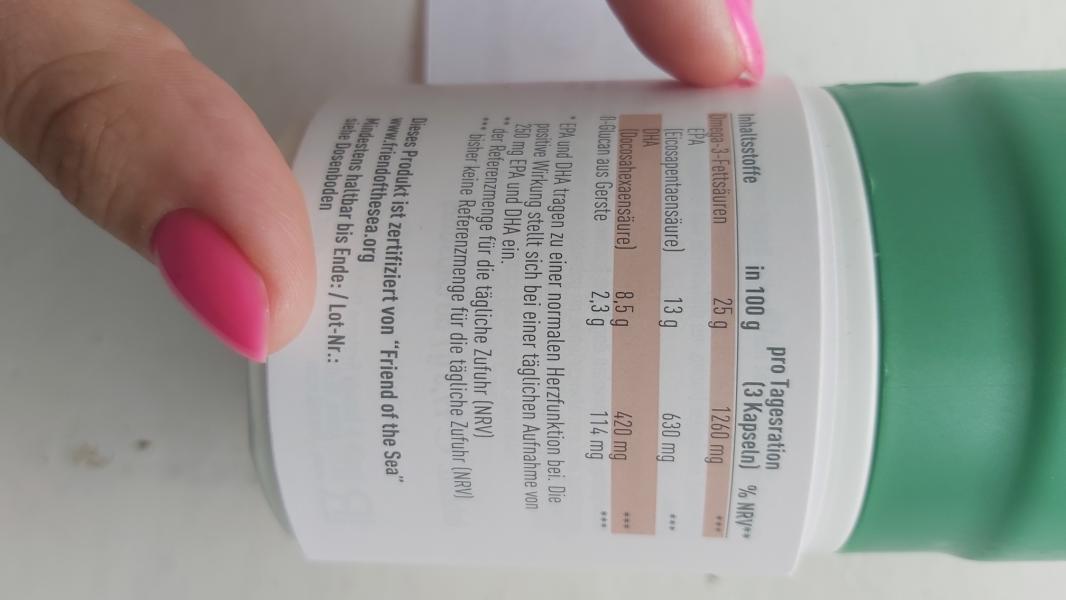 pro Tagesration
Inhaltsstoffe in 100 g (3 Kapseln) % NRV**
Omega-3-Fettsäuren 25 g 1260 mg ***
EPA
(Eicosapentaensäure) 13 g 630 mg ***
DHA
(Docosahexaensäure) 8,5 g 420 mg ***
ß-Glucan aus Gerste 2,3 g 114 mg ***
* EPA und DHA tragen zu einer normalen Herzfunktion bei. Die
positive Wirkung stellt sich bei einer täglichen Aufnahme von
250 mg EPA und DHA ein.
** der Referenzmenge für die tägliche Zufuhr (NRV)
*** bisher keine Referenzmenge für die tägliche Zufuhr (NRV)
Dieses Produkt ist zertifiziert von "Friend of the Sea"
www.friendofthesea.org
Mindestens haltbar bis Ende: / Lot-Nr.:
siehe Dosenboden